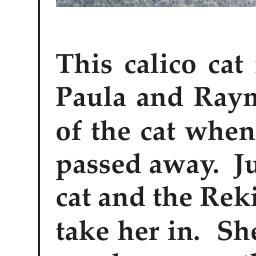 This calico cat
Paula and Raym
of the cat when
passed away. Ju
cat and the Reki
take her in. She